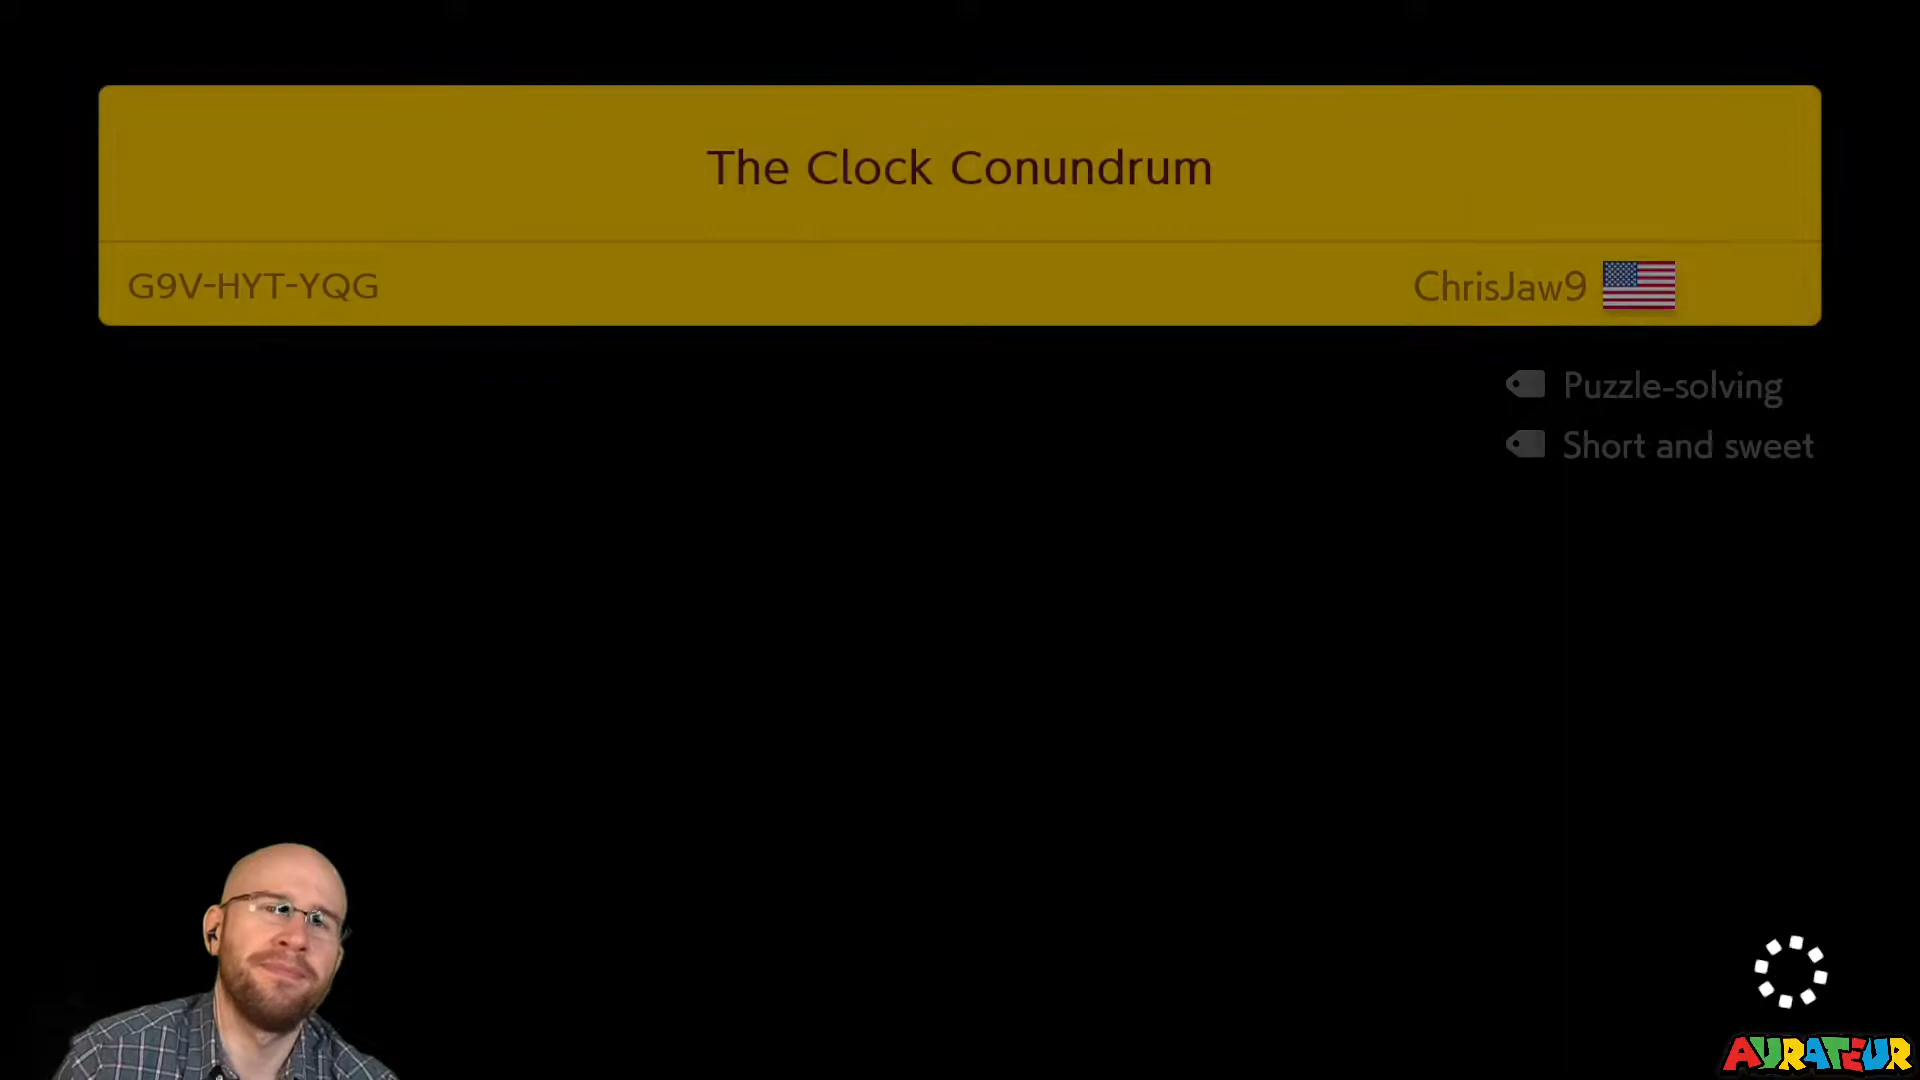 The Clock Conundrum
G9V-HYT-YQG
ChrisJaw9
Puzzle-solving
Short and sweet
AURATEUR